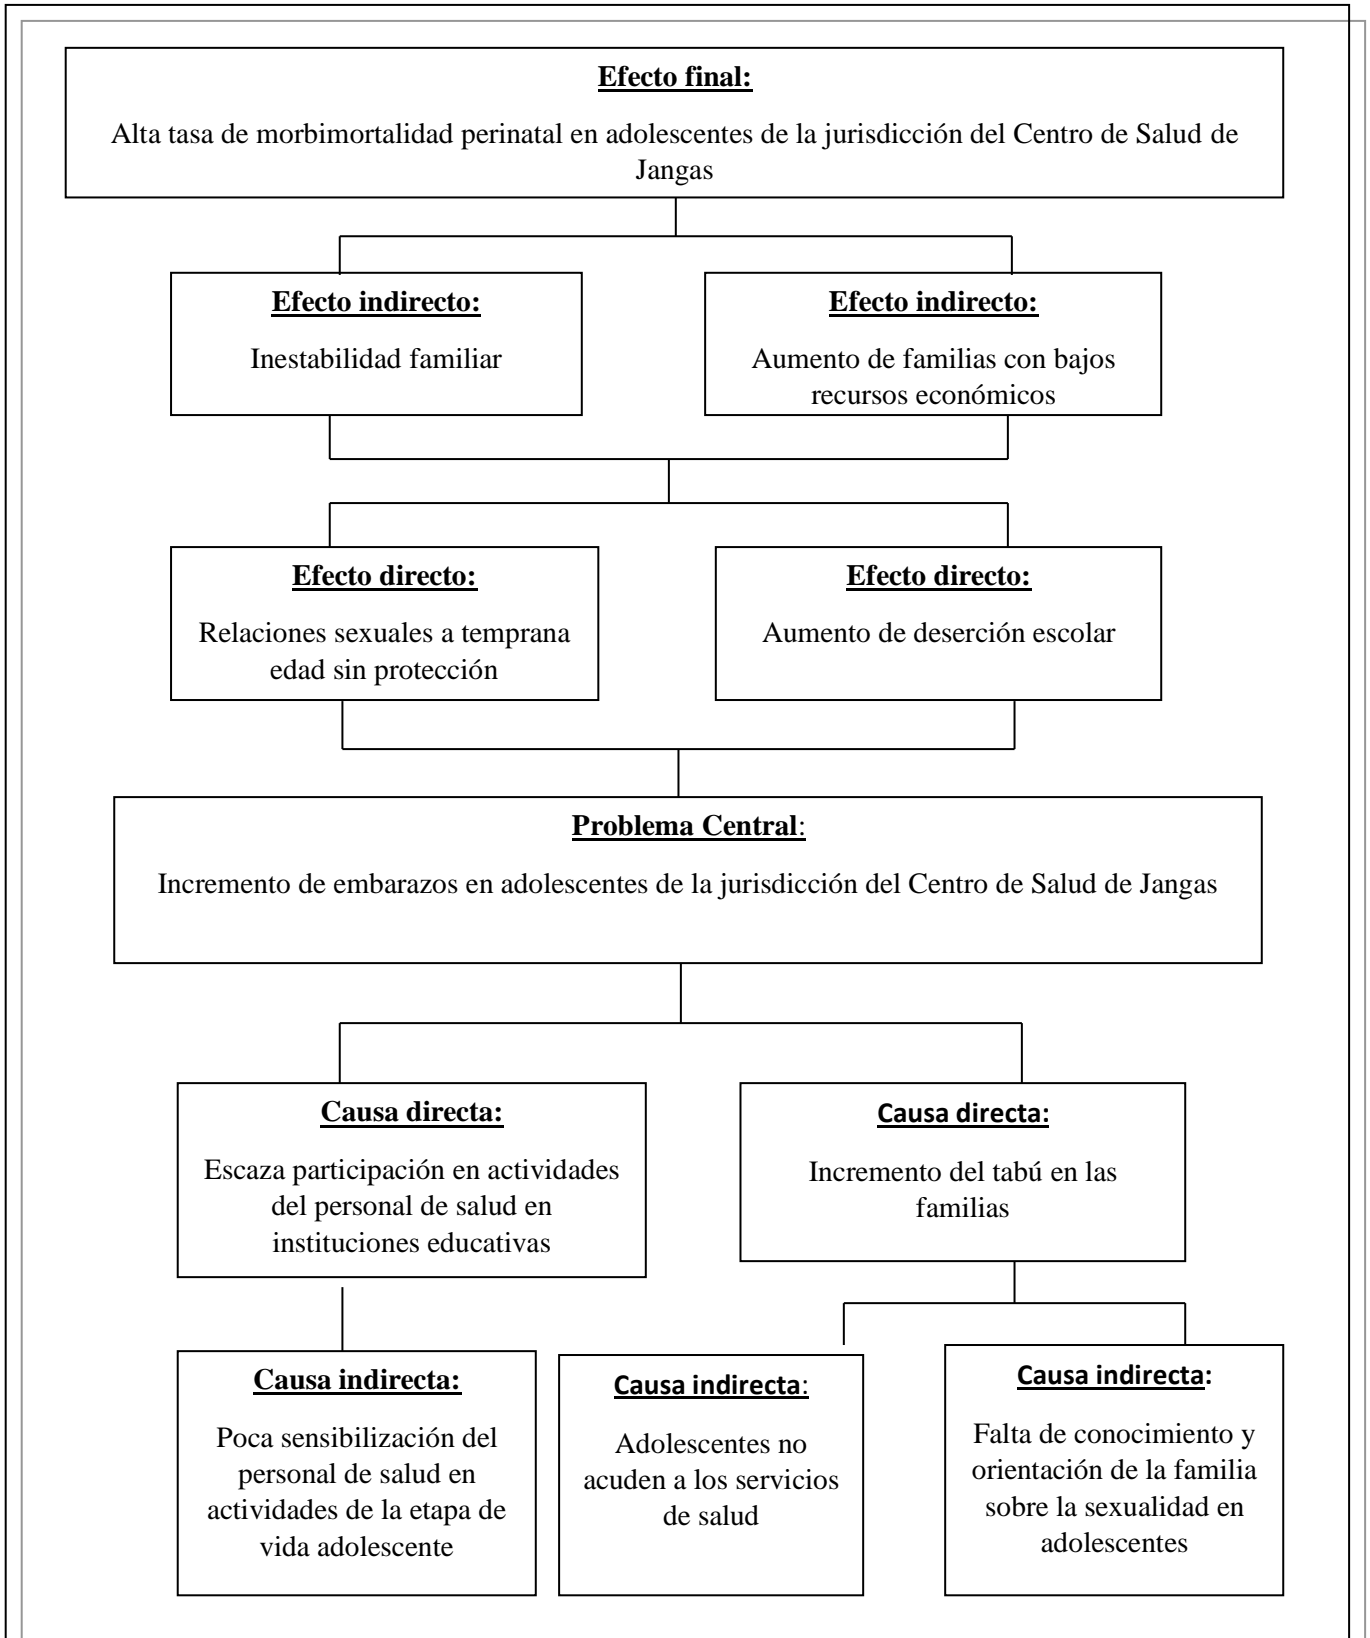 Efecto final:
Alta tasa de morbimortalidad perinatal en adolescentes de la jurisdicción del Centro de Salud de
Jangas
Efecto indirecto:
Inestabilidad familiar
Efecto indirecto:
Aumento de familias con bajos
recursos económicos
Efecto directo:
Relaciones sexuales a temprana
edad sin protección
Efecto directo:
Aumento de deserción escolar
Problema Central:
Incremento de embarazos en adolescentes de la jurisdicción del Centro de Salud de Jangas
Causa directa:
Escaza participación en actividades
del personal de salud en
instituciones educativas
Causa directa:
Incremento del tabú en las
familias
Causa indirecta:
Poca sensibilización del
personal de salud en
actividades de la etapa de
vida adolescente
Causa indirecta:
Adolescentes no
acuden a los servicios
de salud
Causa indirecta:
Falta de conocimiento y
orientación de la familia
sobre la sexualidad en
adolescentes